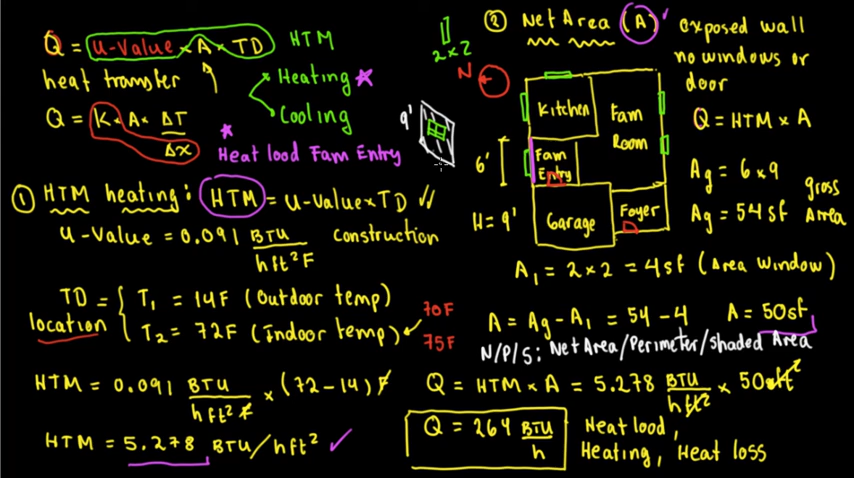 Q = U-Value × A × TD
heat transfer
Q = K × A × ΔT
Δx
HTM
Heating
Cooling
Heat load Fam Entry
① HTM heating: HTM = U-Value × TD
U-Value = 0.091 BTU
hft²F
construction
TD =
location
T₁ = 14F (Outdoor temp)
T₂ = 72F (Indoor temp)
70F
75F
HTM = 0.091 BTU × (72-14) F
hft² F
HTM = 5.278 BTU/hft²
2×2
9'
② Net Area (A)
exposed wall
no windows or
door
N
Kitchen
Fam
Room
6'
Fam
Entry
H = 9'
Garage
Foyer
Q = HTM × A
Ag = 6×9
Ag = 54 sf
gross
Area
A₁ = 2×2 = 4sf (Area window)
A = Ag - A₁ = 54 - 4 A = 50sf
N/P/S: Net Area/Perimeter/shaded Area
Q = HTM × A = 5.278 BTU × 50 ft²
hft²
Q = 264 BTU
h
Heat load,
Heating, Heat loss